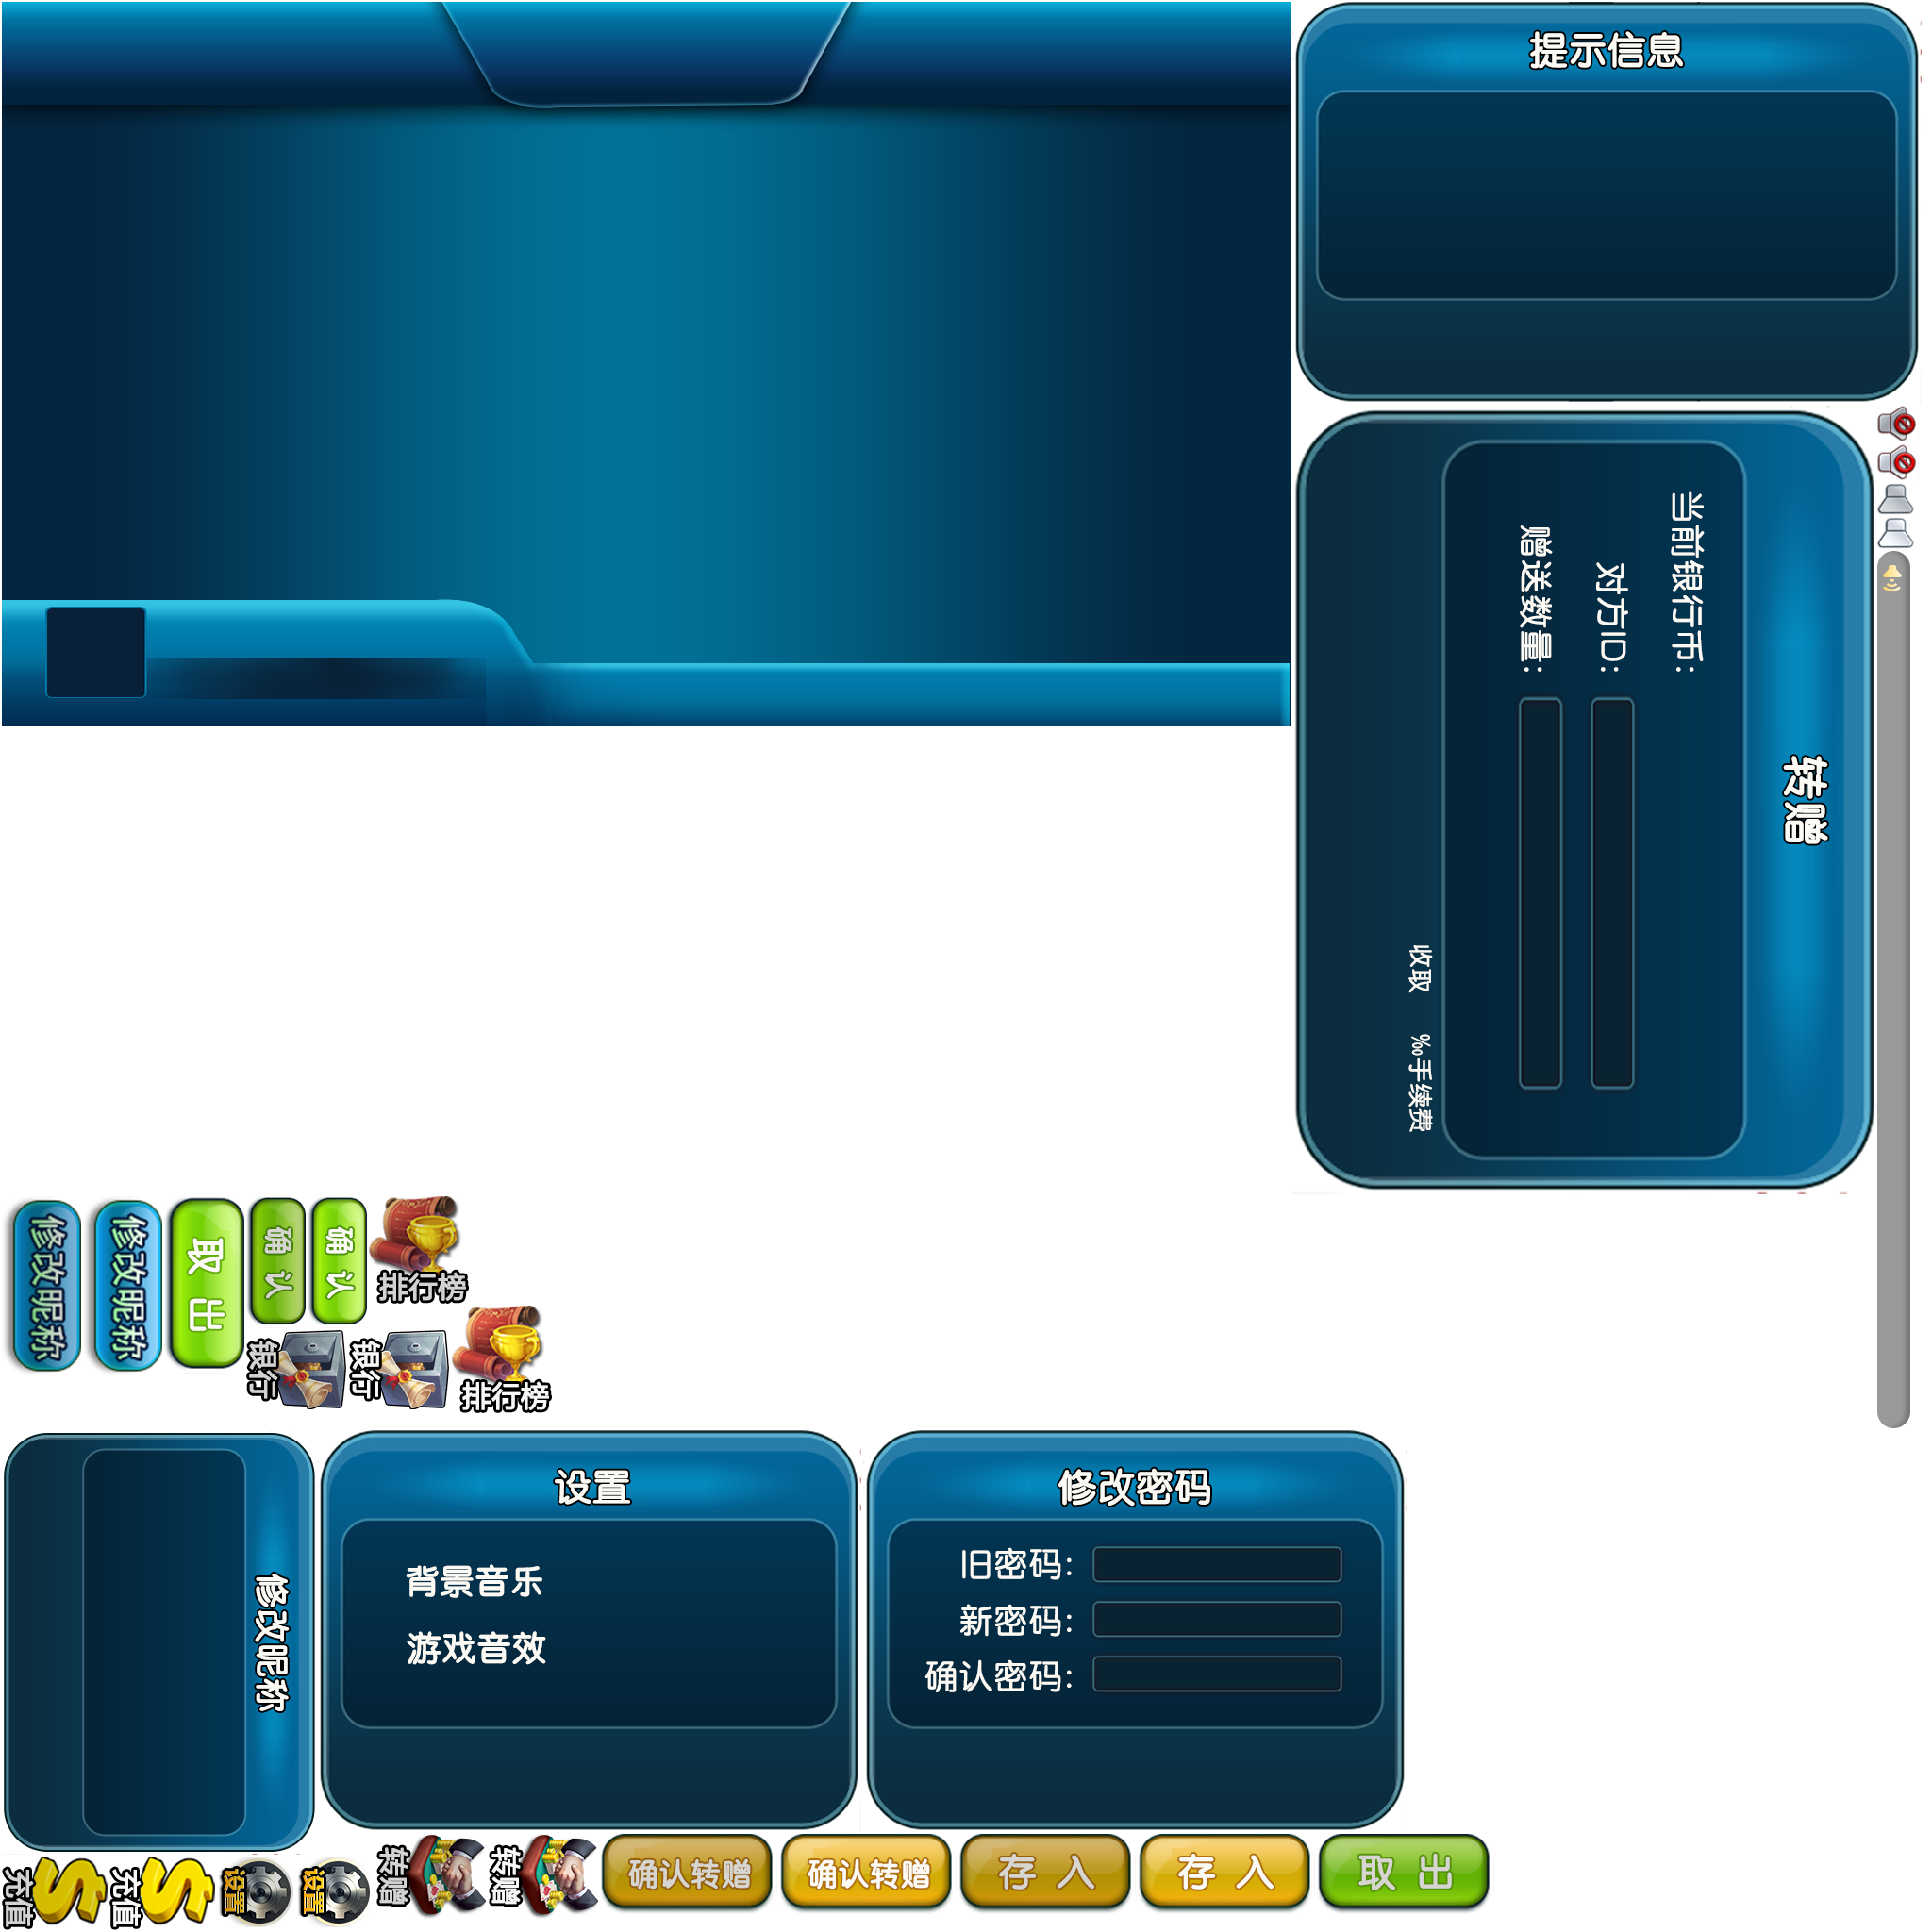 提示信息
当前银行币：
对方ID：
赠送数量：
转赠
收取 ‰手续费
修改昵称
修改昵称
取出
确认
确认
排行榜
银行
银行
排行榜
修改昵称
设置
背景音乐
游戏音效
修改密码
旧密码：
新密码：
确认密码：
充值
充值
设置
设置
转赠
转赠
确认转赠
确认转赠
存入
存入
取出